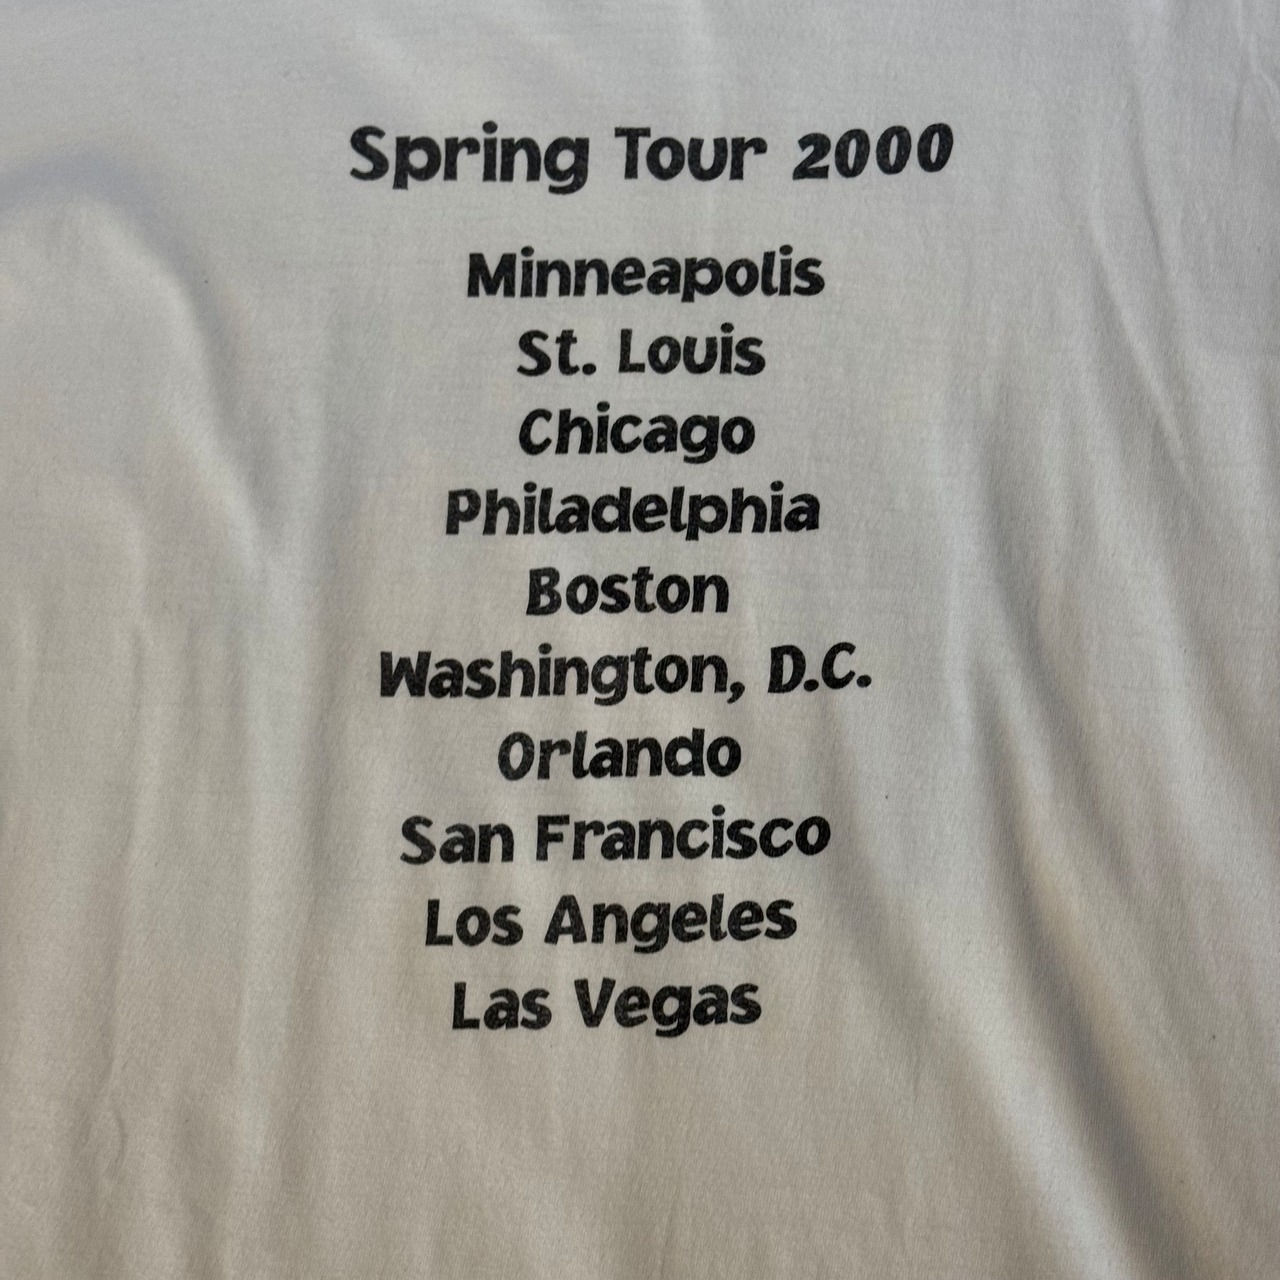 Spring Tour 2000
Minneapolis
St. Louis
Chicago
Philadelphia
Boston
Washington, D.C.
Orlando
San Francisco
Los Angeles
Las Vegas